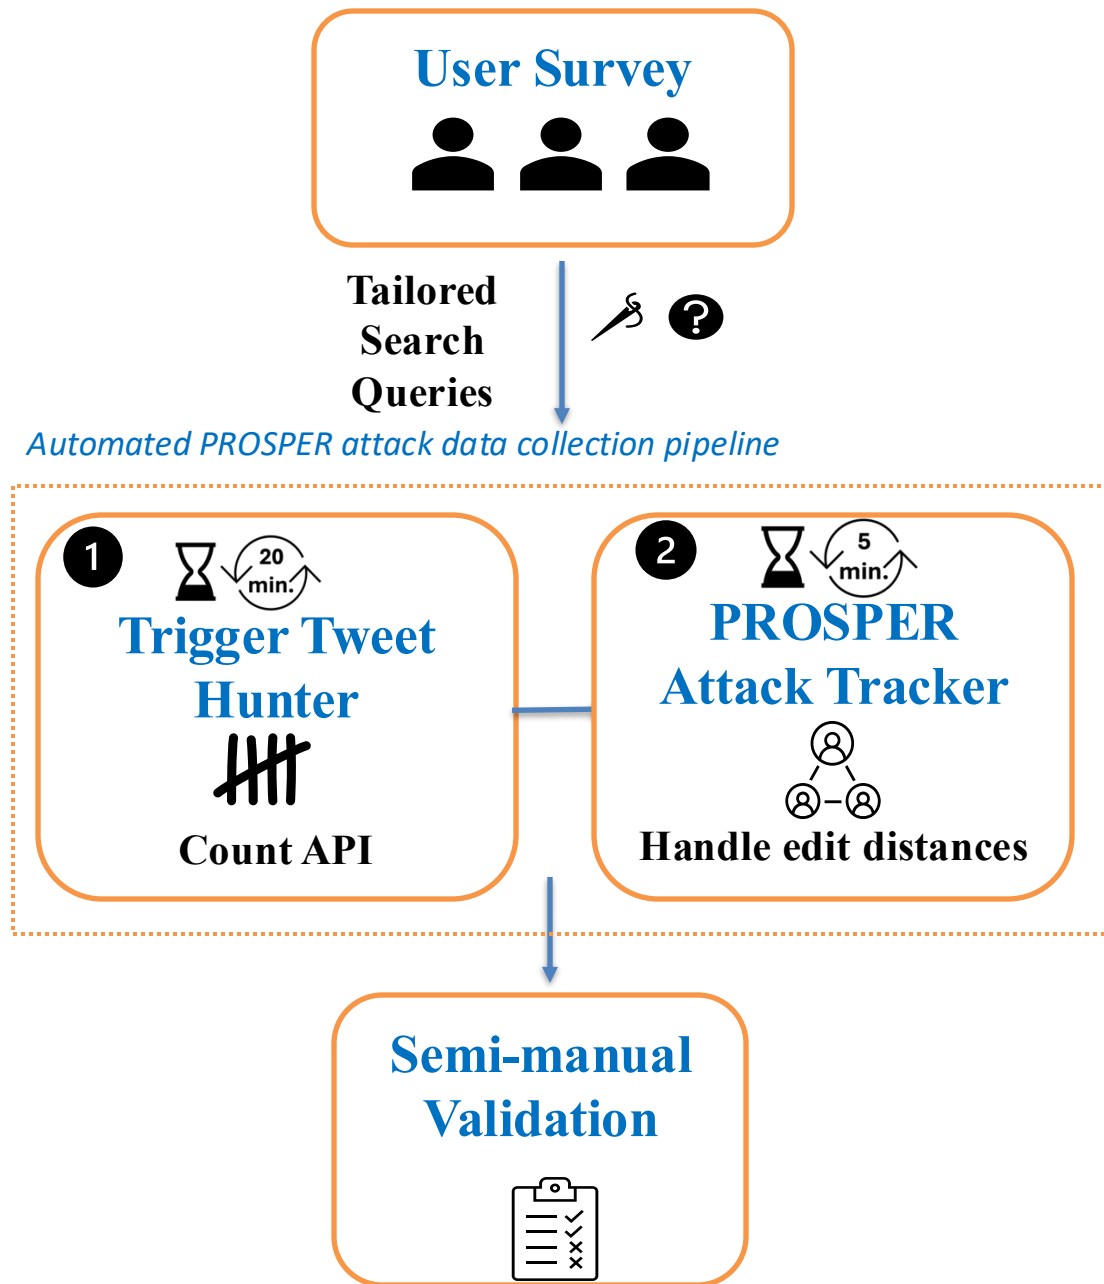 User Survey
Tailored
Search
Queries
?
Automated PROSPER attack data collection pipeline
1
20
min.
Trigger Tweet
Hunter
Count API
2
5
min.
PROSPER
Attack Tracker
Handle edit distances
Semi-manual
Validation